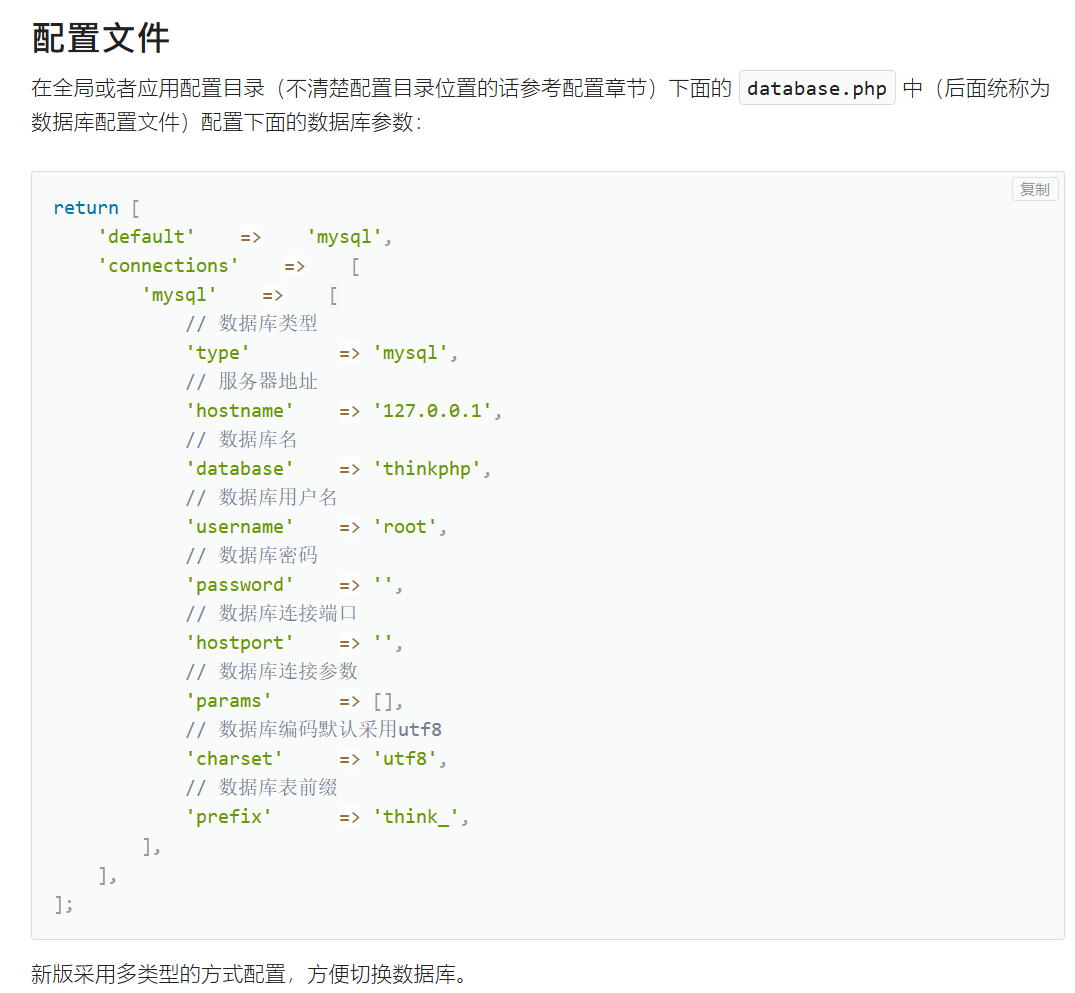 配置文件
在全局或者应用配置目录（不清楚配置目录位置的话参考配置章节）下面的 database.php 中（后面统称为
数据库配置文件）配置下面的数据库参数：
复制
return [
    'default'    =>    'mysql',
    'connections'    =>    [
        'mysql'    =>    [
            // 数据库类型
            'type'        => 'mysql',
            // 服务器地址
            'hostname'    => '127.0.0.1',
            // 数据库名
            'database'    => 'thinkphp',
            // 数据库用户名
            'username'    => 'root',
            // 数据库密码
            'password'    => '',
            // 数据库连接端口
            'hostport'    => '',
            // 数据库连接参数
            'params'      => [],
            // 数据库编码默认采用utf8
            'charset'     => 'utf8',
            // 数据库表前缀
            'prefix'      => 'think_',
        ],
    ],
];
新版采用多类型的方式配置，方便切换数据库。